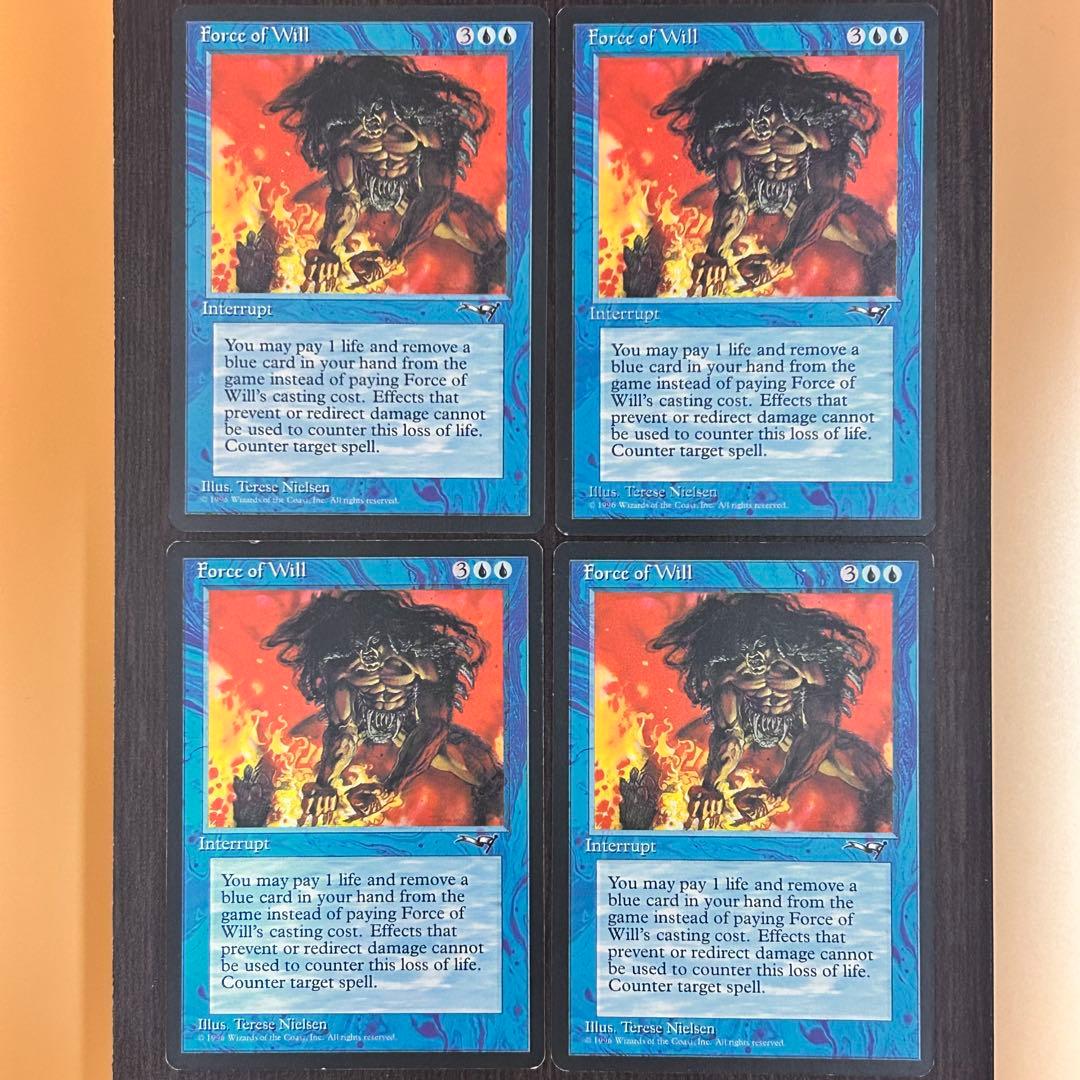 Force of Will 3
Interrupt
You may pay 1 life and remove a
blue card in your hand from the
game instead of paying Force of
Will's casting cost. Effects that
prevent or redirect damage cannot
be used to counter this loss of life.
Counter target spell.
Illus. Terese Nielsen
© 1996 Wizards of the Coast, Inc. All rights reserved.
Force of Will 3
Interrupt
You may pay 1 life and remove a
blue card in your hand from the
game instead of paying Force of
Will's casting cost. Effects that
prevent or redirect damage cannot
be used to counter this loss of life.
Counter target spell.
Illus. Terese Nielsen
© 1996 Wizards of the Coast, Inc. All rights reserved.
Force of Will 3
Interrupt
You may pay 1 life and remove a
blue card in your hand from the
game instead of paying Force of
Will's casting cost. Effects that
prevent or redirect damage cannot
be used to counter this loss of life.
Counter target spell.
Illus. Terese Nielsen
© 1996 Wizards of the Coast, Inc. All rights reserved.
Force of Will 3
Interrupt
You may pay 1 life and remove a
blue card in your hand from the
game instead of paying Force of
Will's casting cost. Effects that
prevent or redirect damage cannot
be used to counter this loss of life.
Counter target spell.
Illus. Terese Nielsen
© 1996 Wizards of the Coast, Inc. All rights reserved.